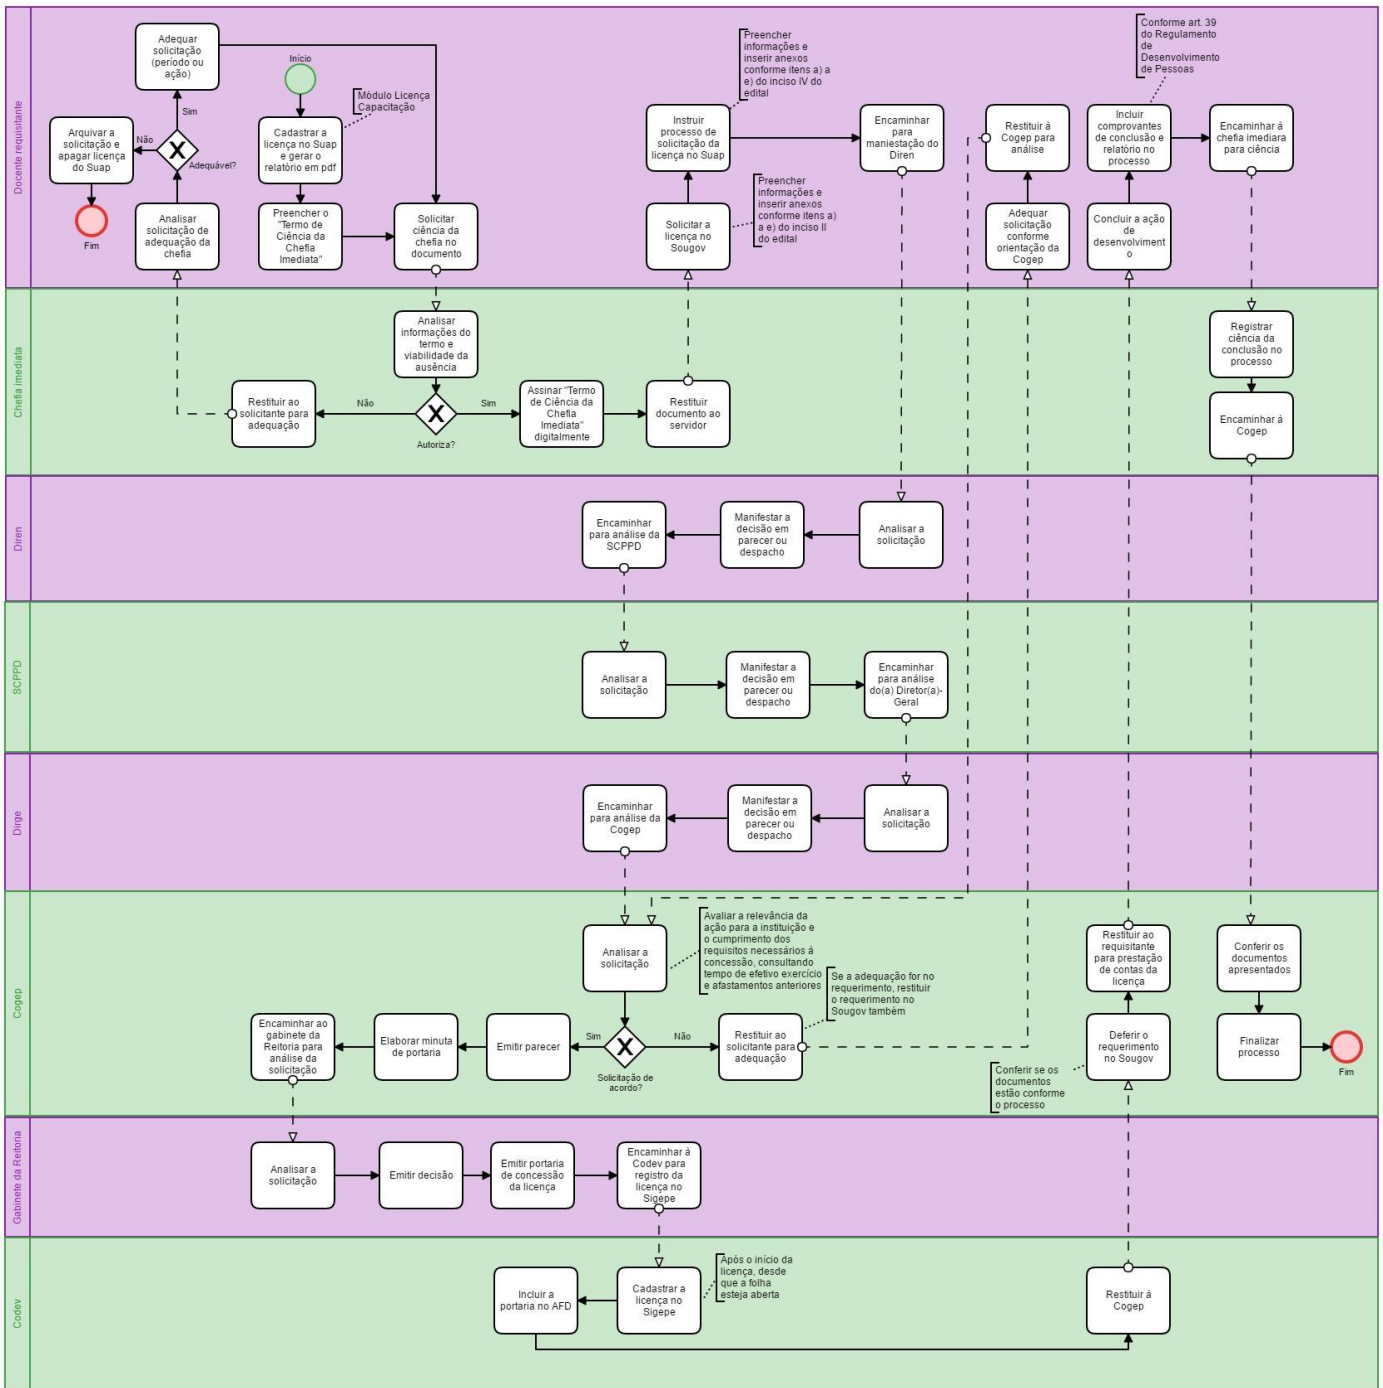 Docente requisitante
Adequar
solicitação
(período ou
ação)
Início
Módulo Licença
Capacitação
Sim
Não
Adequável?
Arquivar a
solicitação e
apagar licença
do Suap
Fim
Analisar
solicitação de
adequação da
chefia
Cadastrar a
licença no Suap
e gerar o
relatório em pdf
Preencher o
"Termo de
Ciência da
Chefia
Imediata"
Solicitar
ciência da
chefia no
documento
Preencher
informações e
inserir anexos
conforme itens a) a
e) do inciso IV do
edital
Instruir
processo de
solicitação da
licença no Suap
Preencher
informações e
inserir anexos
conforme itens a)
a e) do inciso II
do edital
Solicitar a
licença no
Sougov
Encaminhar
para
maniestação do
Diren
Restituir á
Cogep para
análise
Adequar
solicitação
conforme
orientação da
Cogep
Conforme art. 39
do Regulamento
de
Desenvolvimento
de Pessoas
Incluir
comprovantes
de conclusão e
relatório no
processo
Concluir a ação
de
desenvolviment
o
Encaminhar á
chefia imediara
para ciência
Chefia imediata
Analisar
informações do
termo e
viabilidade da
ausência
Restituir ao
solicitante para
adequação
Não
Autoriza?
Sim
Assinar "Termo
de Ciência da
Chefia
Imediata"
digitalmente
Restituir
documento ao
servidor
Registrar
ciência da
conclusão no
processo
Encaminhar á
Cogep
Diren
Encaminhar
para análise da
SCPPD
Manifestar a
decisão em
parecer ou
despacho
Analisar a
solicitação
SCPPD
Analisar a
solicitação
Manifestar a
decisão em
parecer ou
despacho
Encaminhar
para análise
do(a) Diretor(a)-
Geral
Dirge
Encaminhar
para análise da
Cogep
Manifestar a
decisão em
parecer ou
despacho
Analisar a
solicitação
Cogep
Analisar a
solicitação
Avaliar a relevância da
ação para a instituição e
o cumprimento dos
requisitos necessários á
concessão, consultando
tempo de efetivo exercício
e afastamentos anteriores
Se a adequação for no
requerimento, restituir
o requerimento no
Sougov também
Encaminhar ao
gabinete da
Reitoria para
análise da
solicitação
Elaborar minuta
de portaria
Emitir parecer
Sim
Solicitação de
acordo?
Não
Restituir ao
solicitante para
adequação
Restituir ao
requisitante
para prestação
de contas da
licença
Deferir o
requerimento
no Sougov
Conferir se os
documentos
estão conforme
o processo
Conferir os
documentos
apresentados
Finalizar
processo
Fim
Gabinete da Reitoria
Analisar a
solicitação
Emitir decisão
Emitir portaria
de concessão
da licença
Encaminhar á
Codev para
registro da
licença no
Sigepe
Codev
Incluir a
portaria no AFD
Cadastrar a
licença no
Sigepe
Após o início da
licença, desde
que a folha
esteja aberta
Restituir á
Cogep